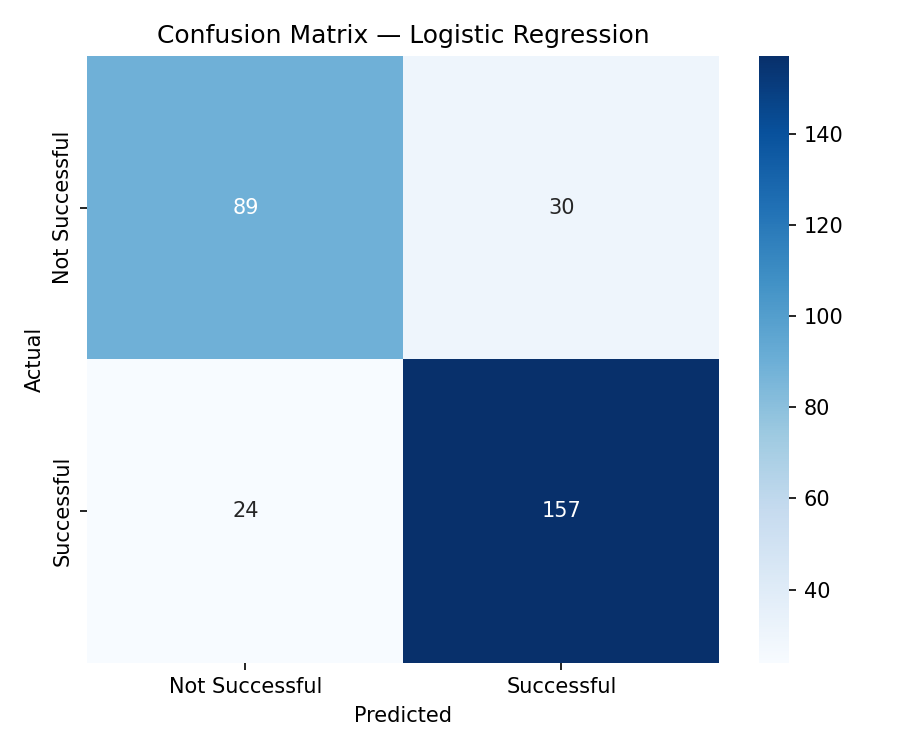 Confusion Matrix — Logistic Regression
Actual
Not Successful
Successful
89
30
24
157
Not Successful
Successful
Predicted
140
120
100
80
60
40